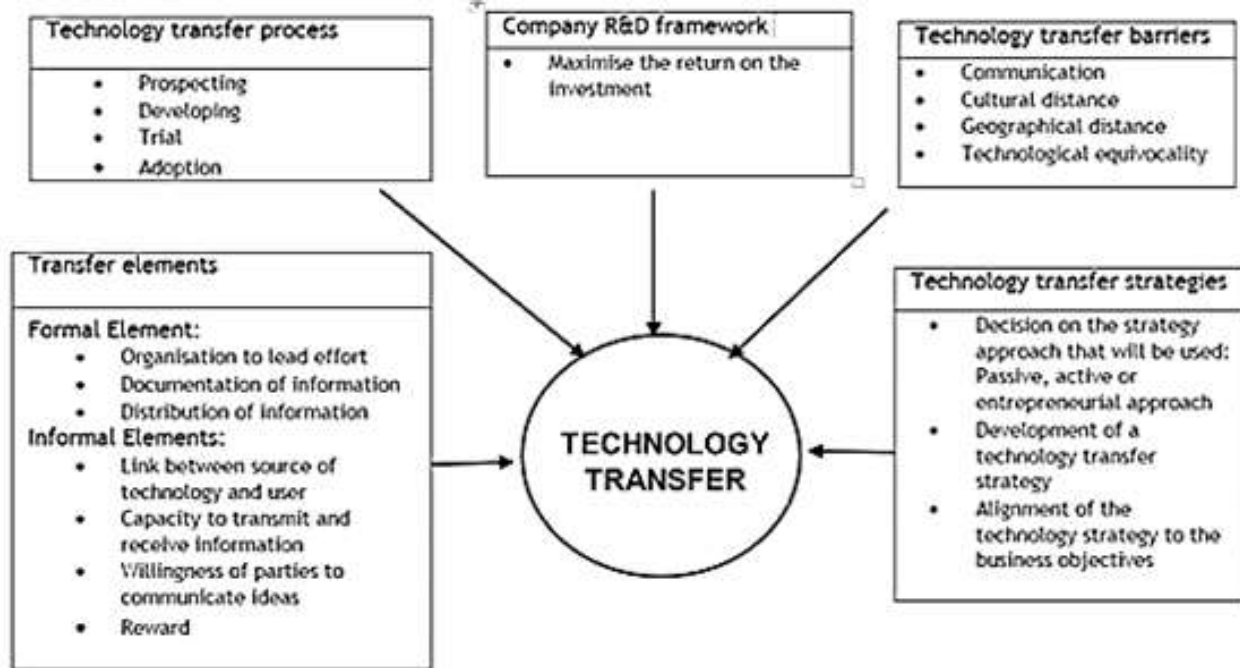 Technology transfer process
• Prospecting
• Developing
• Trial
• Adoption
Company R&D framework
• Maximise the return on the
investment
Technology transfer barriers
• Communication
• Cultural distance
• Geographical distance
• Technological equivocality
Transfer elements
Formal Element:
• Organisation to lead effort
• Documentation of information
• Distribution of information
Informal Elements:
• Link between source of
technology and user
• Capacity to transmit and
receive information
• Willingness of parties to
communicate ideas
• Reward
TECHNOLOGY
TRANSFER
Technology transfer strategies
• Decision on the strategy
approach that will be used:
Passive, active or
entrepreneurial approach
• Development of a
technology transfer
strategy
• Alignment of the
technology strategy to the
business objectives